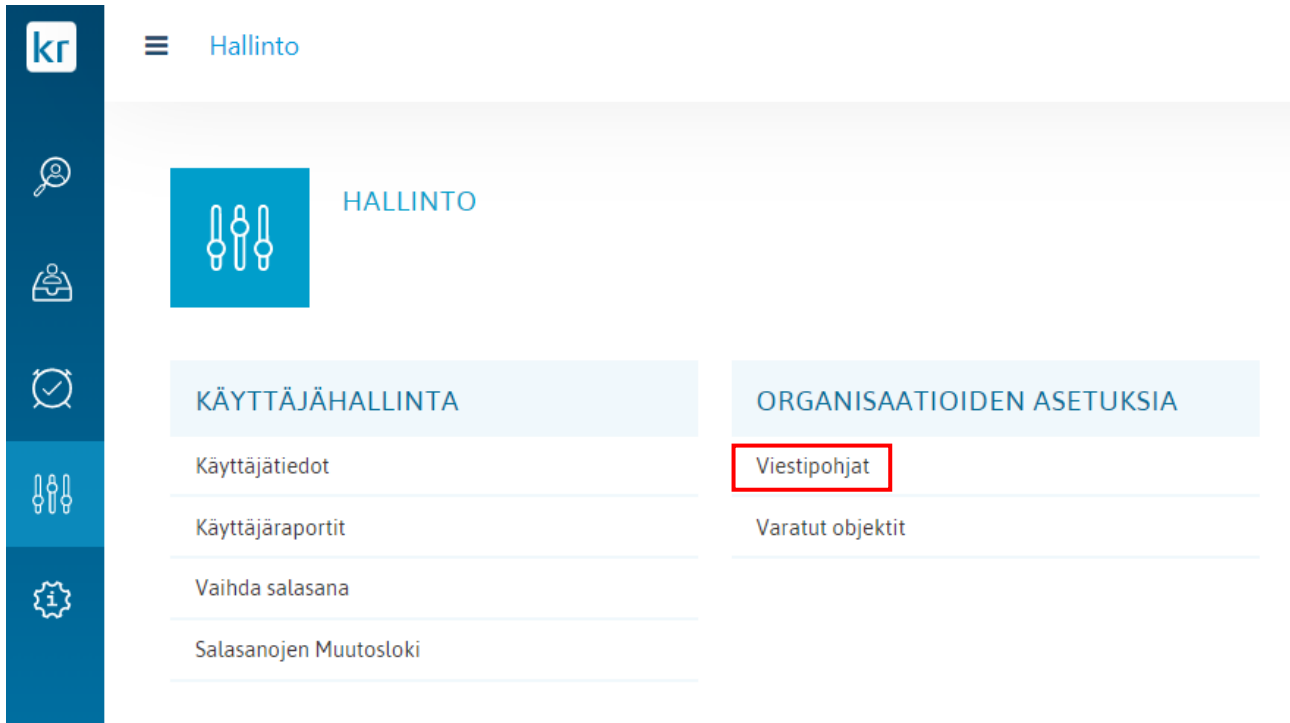 kr
Hallinto
HALLINTO
KÄYTTÄJÄHALLINTA
Käyttäjätiedot
Käyttäjäraportit
Vaihda salasana
Salasanojen Muutosloki
ORGANISAATIOIDEN ASETUKSIA
Viestipohjat
Varatut objektit